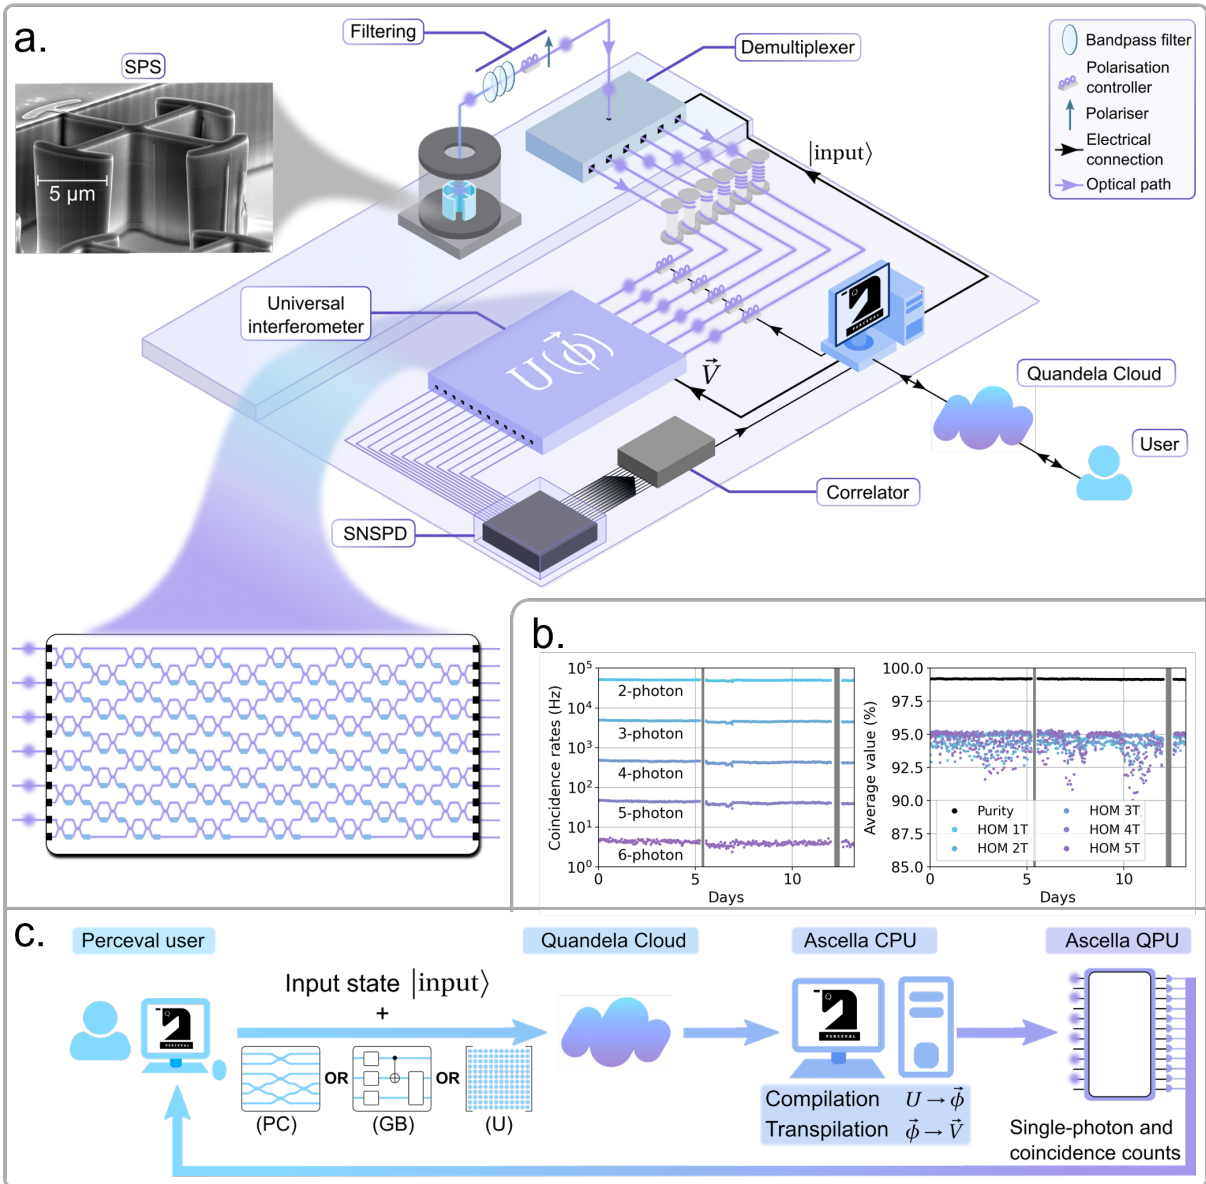 a.
SPS
5 μm
Filtering
Demultiplexer
Bandpass filter
Polarisation
controller
Polariser
Electrical
connection
Optical path
|input⟩
Universal
interferometer
U(ϕ⃗)
V⃗
Q
PERCEVAL
Quandela Cloud
User
Correlator
SNSPD
b.
Coincidence rates (Hz)
10⁵
10⁴
10³
10²
10¹
10⁰
2-photon
3-photon
4-photon
5-photon
6-photon
0 5 10
Days
Average value (%)
100.0
97.5
95.0
92.5
90.0
87.5
85.0
Purity
HOM 1T
HOM 2T
HOM 3T
HOM 4T
HOM 5T
0 5 10
Days
c.
Perceval user
Quandela Cloud
Ascella CPU
Ascella QPU
Input state |input⟩
+
Q
PERCEVAL
OR
OR
(PC)
(GB)
(U)
Q
PERCEVAL
Compilation U → ϕ⃗
Transpilation ϕ⃗ → V⃗
Single-photon and
coincidence counts